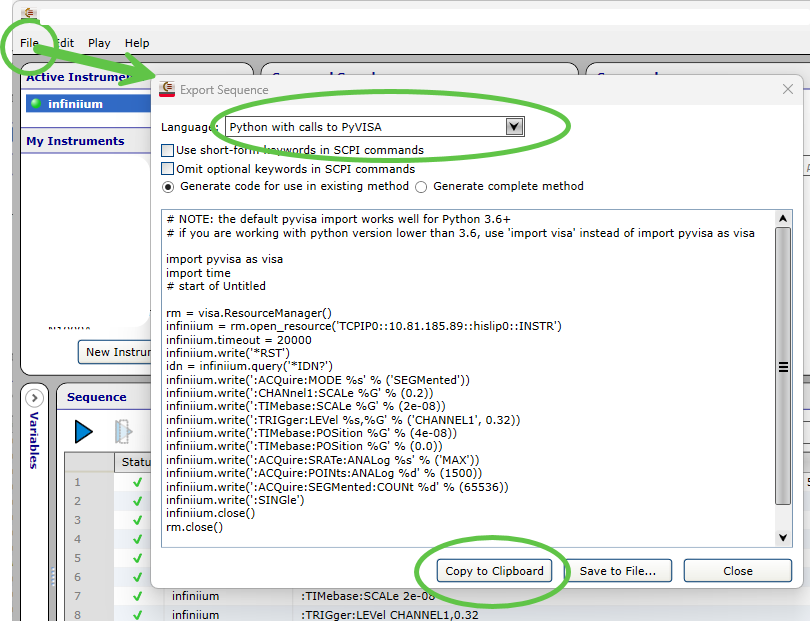 File Edit Play Help
Active Instrumen
infiniium
My Instruments
New Instrum
Variables
Sequence
Statu
1
2
3
4
5
6
7 infiniium :TIMebase:SCALe 2e-08
8 infiniium :TRIGger:LEVel CHANNEL1,0.32
Export Sequence
Language: Python with calls to PyVISA
Use short-form keywords in SCPI commands
Omit optional keywords in SCPI commands
Generate code for use in existing method Generate complete method
# NOTE: the default pyvisa import works well for Python 3.6+
# if you are working with python version lower than 3.6, use 'import visa' instead of import pyvisa as visa
import pyvisa as visa
import time
# start of Untitled
rm = visa.ResourceManager()
infiniium = rm.open_resource('TCPIP0::10.81.185.89::hislip0::INSTR')
infiniium.timeout = 20000
infiniium.write('*RST')
idn = infiniium.query('*IDN?')
infiniium.write(':ACQuire:MODE %s' % ('SEGMented'))
infiniium.write(':CHANnel1:SCALe %G' % (0.2))
infiniium.write(':TIMebase:SCALe %G' % (2e-08))
infiniium.write(':TRIGger:LEVel %s,%G' % ('CHANNEL1', 0.32))
infiniium.write(':TIMebase:POSition %G' % (4e-08))
infiniium.write(':TIMebase:POSition %G' % (0.0))
infiniium.write(':ACQuire:SRATe:ANALog %s' % ('MAX'))
infiniium.write(':ACQuire:POINts:ANALog %d' % (1500))
infiniium.write(':ACQuire:SEGMented:COUNt %d' % (65536))
infiniium.write(':SINGle')
infiniium.close()
rm.close()
Copy to Clipboard Save to File... Close